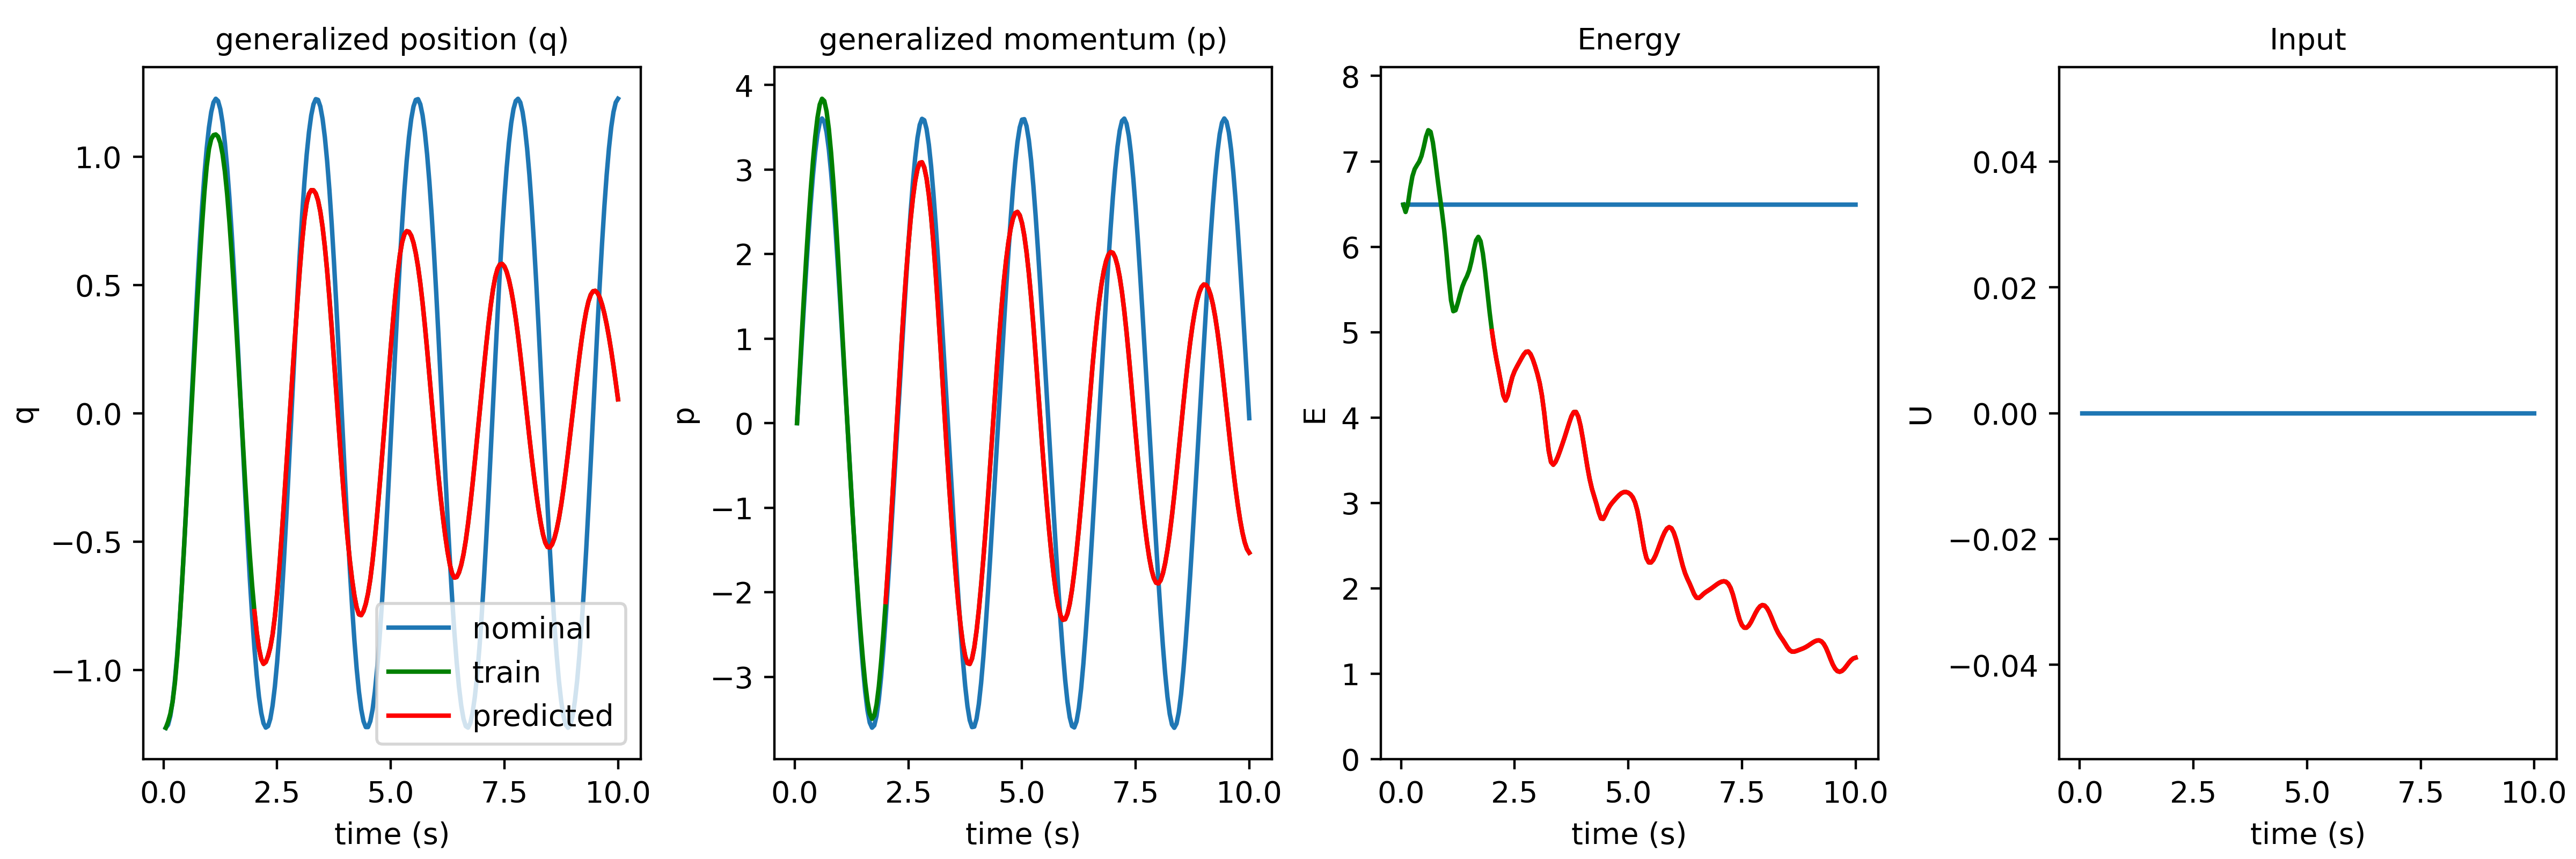 generalized position (q)
q
1.0
0.5
0.0
−0.5
−1.0
0.0 2.5 5.0 7.5 10.0
time (s)
nominal
train
predicted
generalized momentum (p)
p
4
3
2
1
0
−1
−2
−3
0.0 2.5 5.0 7.5 10.0
time (s)
Energy
E
8
7
6
5
4
3
2
1
0
0.0 2.5 5.0 7.5 10.0
time (s)
Input
U
0.04
0.02
0.00
−0.02
−0.04
0.0 2.5 5.0 7.5 10.0
time (s)